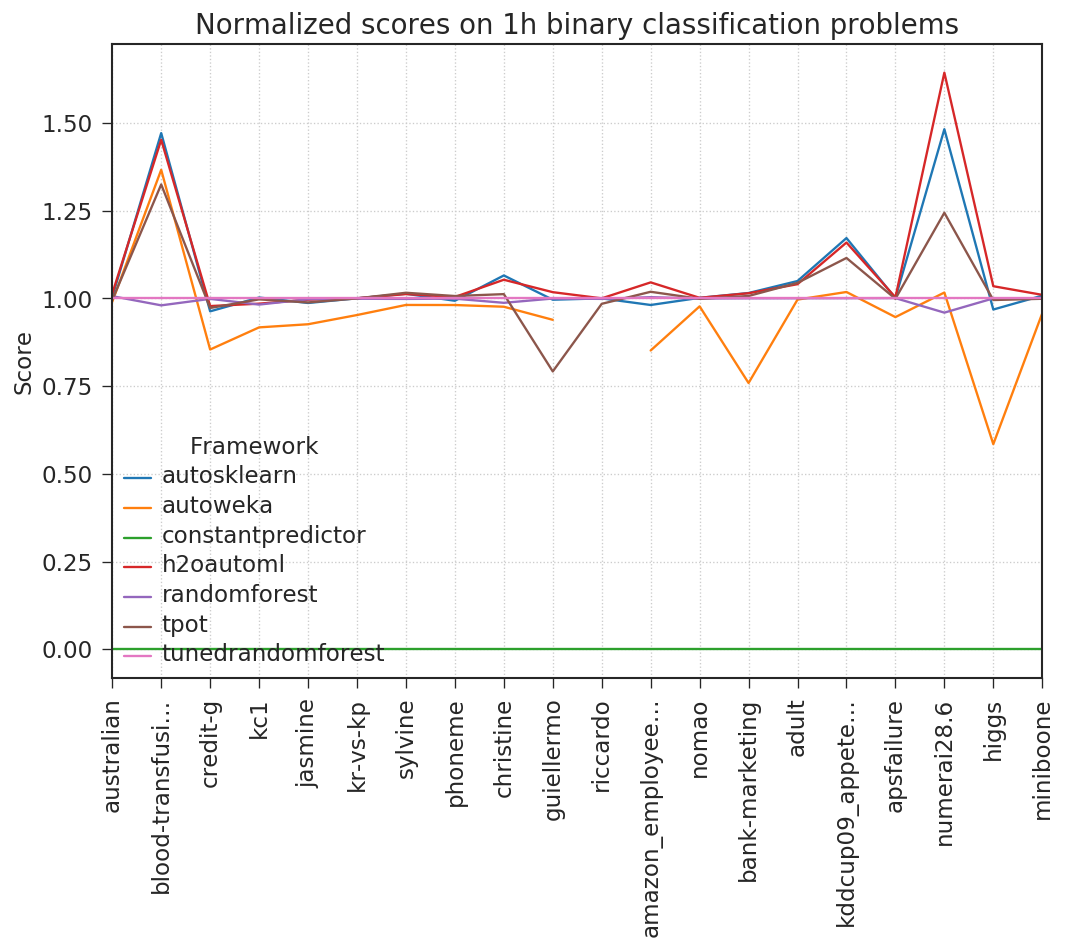 Normalized scores on 1h binary classification problems
Score
1.50
1.25
1.00
0.75
0.50
0.25
0.00
Framework
autosklearn
autoweka
constantpredictor
h2oautoml
randomforest
tpot
tunedrandomforest
australian
blood-transfusi...
credit-g
kc1
jasmine
kr-vs-kp
sylvine
phoneme
christine
guiellermo
riccardo
amazon_employee...
nomao
bank-marketing
adult
kddcup09_appete...
apsfailure
numerai28.6
higgs
miniboone